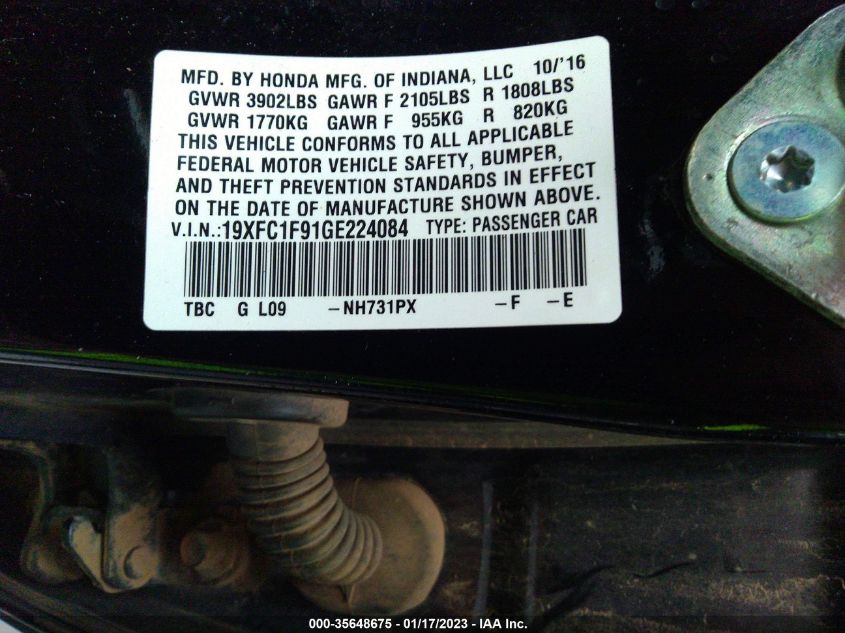 MFD. BY HONDA MFG. OF INDIANA, LLC 10/'16
GVWR 3902LBS GAWR F 2105LBS R 1808LBS
GVWR 1770KG GAWR F 955KG R 820KG
THIS VEHICLE CONFORMS TO ALL APPLICABLE
FEDERAL MOTOR VEHICLE SAFETY, BUMPER,
AND THEFT PREVENTION STANDARDS IN EFFECT
ON THE DATE OF MANUFACTURE SHOWN ABOVE.
V.I.N.:19XFC1F91GE224084 TYPE: PASSENGER CAR
TBC G L09 -NH731PX -F -E
000-35648675 - 01/17/2023 - IAA Inc.